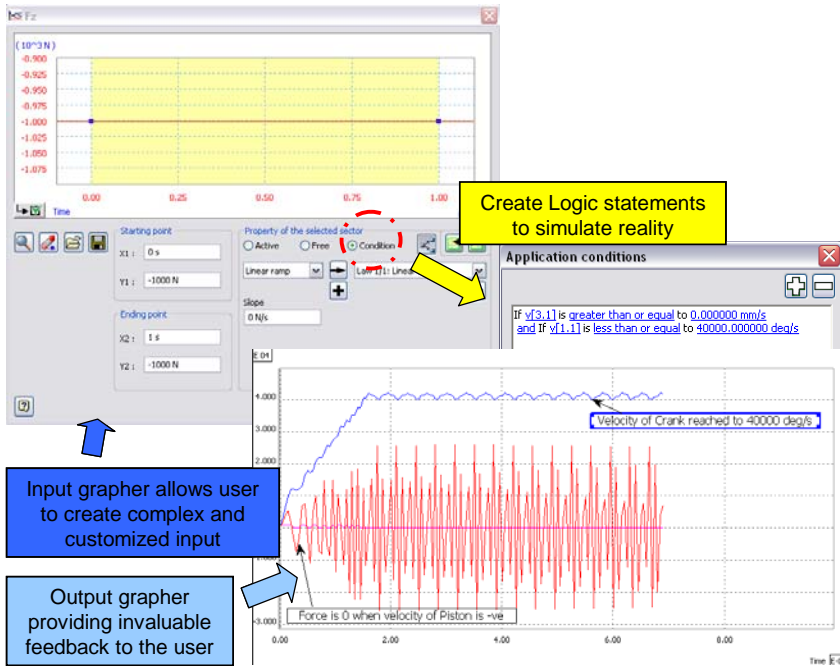 Fz
(10^3 N)
-0.900
-0.925
-0.950
-0.975
-1.000
-1.025
-1.050
-1.075
0.00 0.25 0.50 0.75 1.00
Time
Starting point
X1 : 0 s
Y1 : -1000 N
Ending point
X2 : 1 s
Y2 : -1000 N
Property of the selected sector
Active Free Condition
Linear ramp
Law 1/1: Linea
Slope
0 N/s
Create Logic statements
to simulate reality
Application conditions
If v[3.1] is greater than or equal to 0.000000 mm/s
and If v[1.1] is less than or equal to 40000.000000 deg/s
E 04
4.000
3.000
2.000
.000
-3.000
0.00 2.00 4.00 6.00 8.00
Time
Velocity of Crank reached to 40000 deg/s
Force is 0 when velocity of Piston is -ve
Input grapher allows user
to create complex and
customized input
Output grapher
providing invaluable
feedback to the user